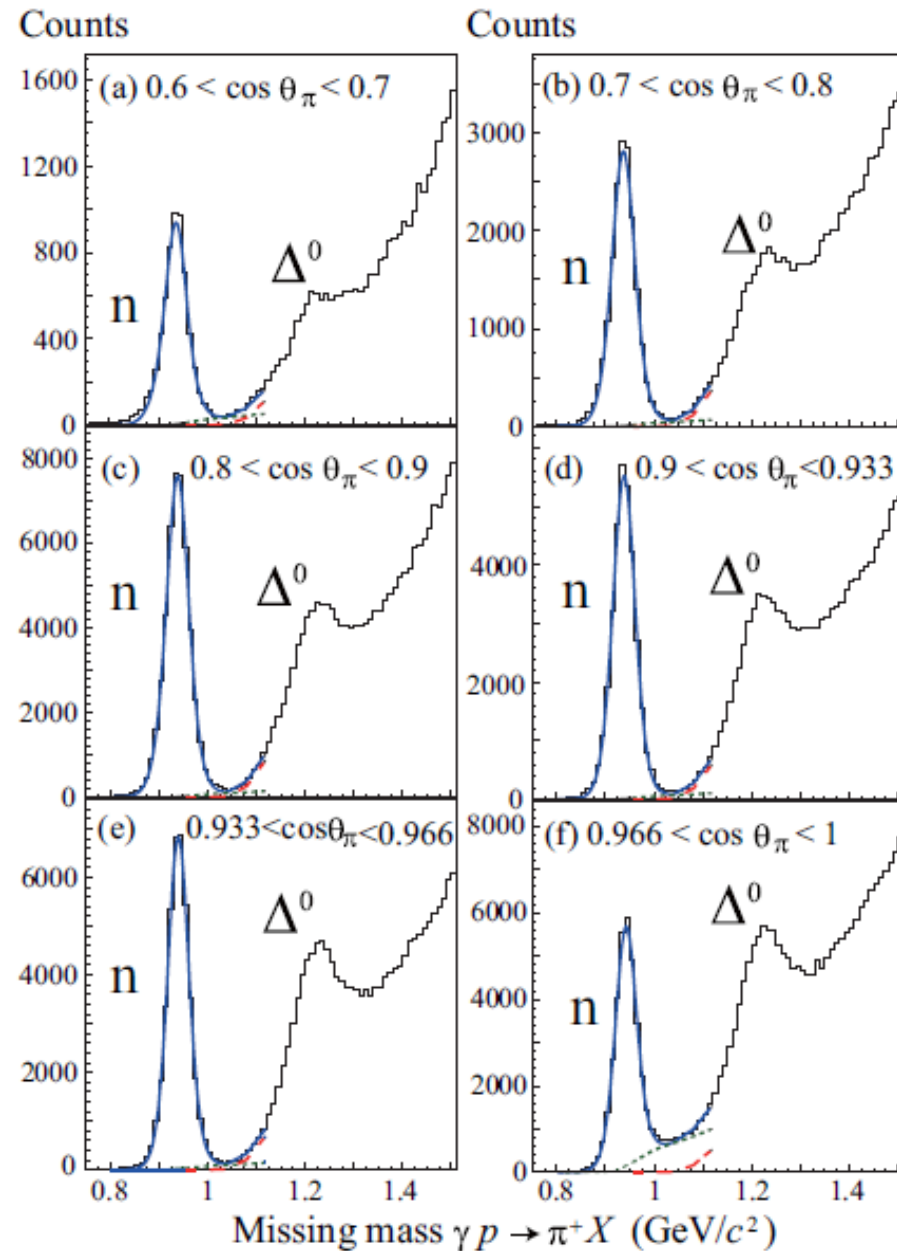 Counts Counts
(a) 0.6 < cos θπ < 0.7
1600
1200
800
400
0
n
Δ⁰
(b) 0.7 < cos θπ < 0.8
3000
2000
1000
0
n
Δ⁰
(c) 0.8 < cos θπ < 0.9
8000
6000
4000
2000
0
n
Δ⁰
(d) 0.9 < cos θπ <0.933
4000
2000
0
n
Δ⁰
(e) 0.933<cosθπ<0.966
6000
4000
2000
0
n
Δ⁰
(f) 0.966 < cos θπ < 1
8000
6000
4000
2000
0
n
Δ⁰
0.8 1 1.2 1.4 0.8 1 1.2 1.4
Missing mass γ p → π⁺X (GeV/c²)